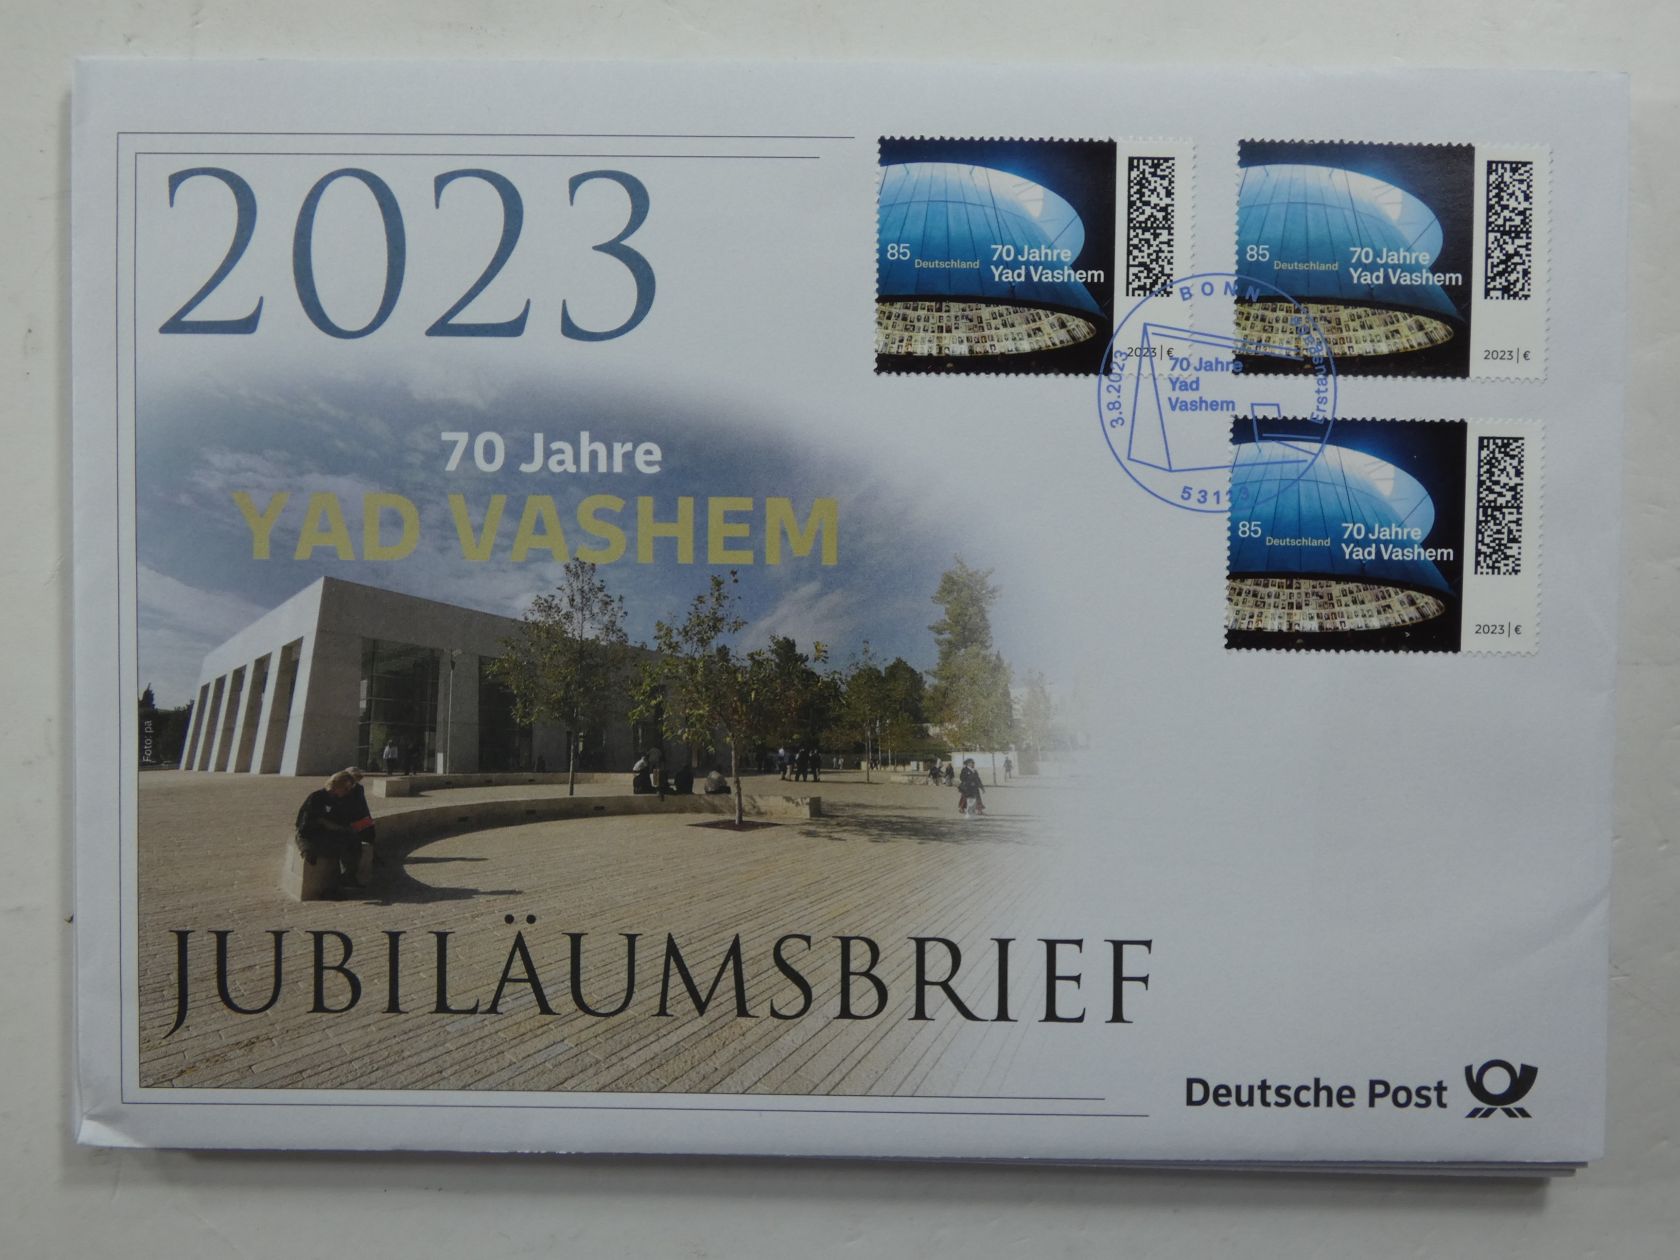 2023
70 Jahre
YAD VASHEM
Foto: pa
JUBILÄUMSBRIEF
85 Deutschland
70 Jahre
Yad Vashem
2023 | €
85 Deutschland
70 Jahre
Yad Vashem
2023 | €
BONN
3.8.2023
70 Jahre
Yad
Vashem
85 Deutschland
70 Jahre
Yad Vashem
2023 | €
Deutsche Post